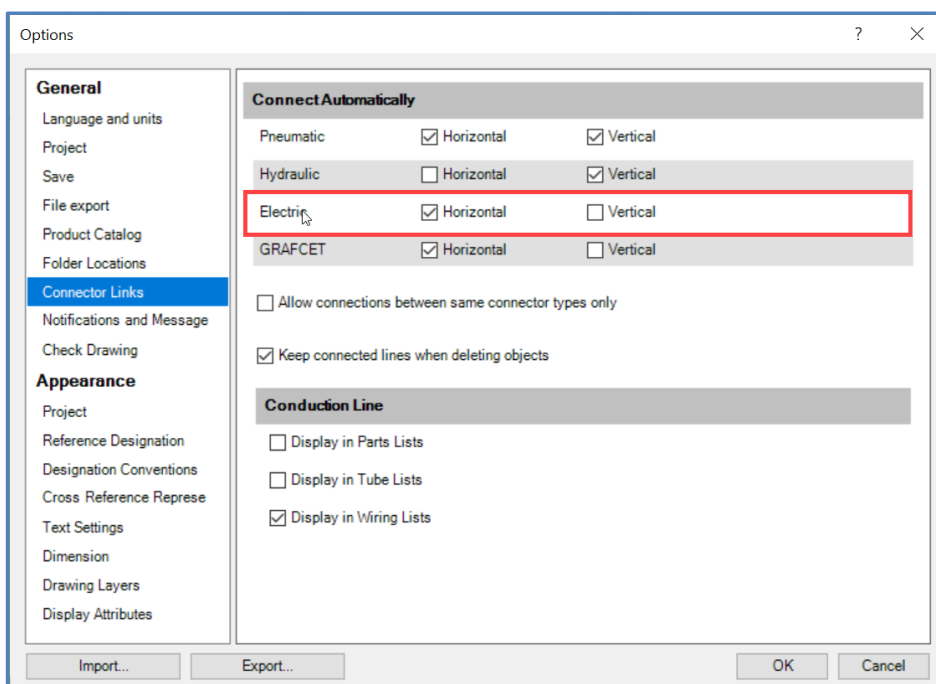 Options
?
General
Language and units
Project
Save
File export
Product Catalog
Folder Locations
Connector Links
Notifications and Message
Check Drawing
Appearance
Project
Reference Designation
Designation Conventions
Cross Reference Represe
Text Settings
Dimension
Drawing Layers
Display Attributes
Connect Automatically
Pneumatic Horizontal Vertical
Hydraulic Horizontal Vertical
Electric Horizontal Vertical
GRAFCET Horizontal Vertical
Allow connections between same connector types only
Keep connected lines when deleting objects
Conduction Line
Display in Parts Lists
Display in Tube Lists
Display in Wiring Lists
Import... Export... OK Cancel